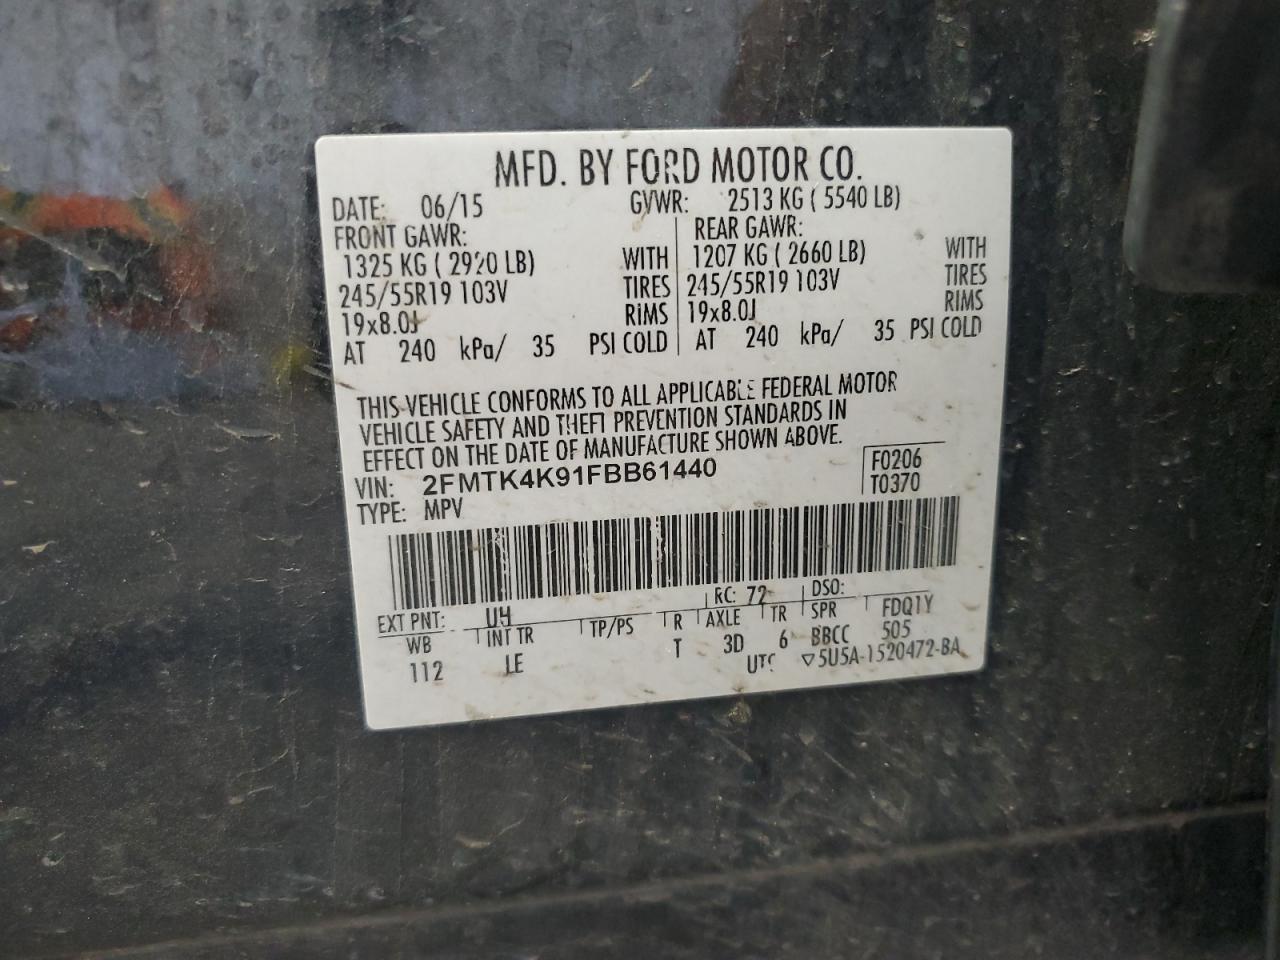 MFD. BY FORD MOTOR CO.
DATE: 06/15 GVWR: 2513 KG ( 5540 LB)
FRONT GAWR: REAR GAWR:
1325 KG ( 2920 LB) WITH 1207 KG ( 2660 LB) WITH
245/55R19 103V TIRES 245/55R19 103V TIRES
19x8.0J RIMS 19x8.0J RIMS
AT 240 kPa/ 35 PSI COLD AT 240 kPa/ 35 PSI COLD
THIS VEHICLE CONFORMS TO ALL APPLICABLE FEDERAL MOTOR
VEHICLE SAFETY AND THEFT PREVENTION STANDARDS IN
EFFECT ON THE DATE OF MANUFACTURE SHOWN ABOVE.
VIN: 2FMTK4K91FBB61440 F0206
TYPE: MPV T0370
EXT PNT: UH RC: 72 DSO:
WB INT TR TP/PS R AXLE TR SPR FDQ1Y
112 LE T 3D 6 BBCC 505
UTC ▽5U5A-1520472-BA